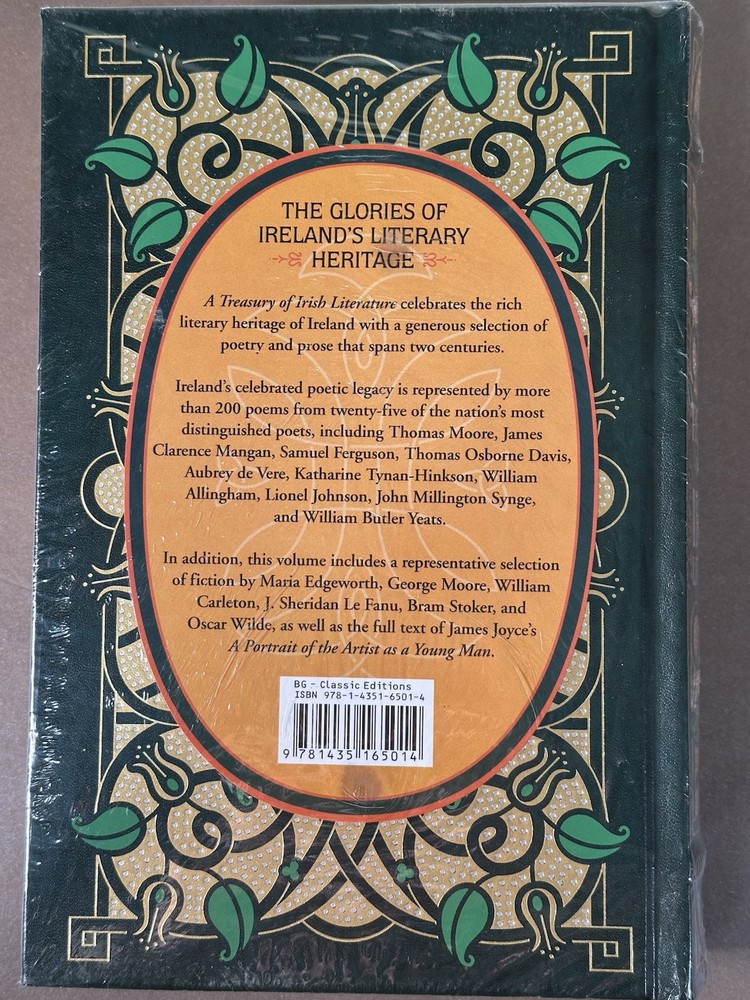 THE GLORIES OF
IRELAND'S LITERARY
HERITAGE
A Treasury of Irish Literature celebrates the rich
literary heritage of Ireland with a generous selection of
poetry and prose that spans two centuries.
Ireland's celebrated poetic legacy is represented by more
than 200 poems from twenty-five of the nation's most
distinguished poets, including Thomas Moore, James
Clarence Mangan, Samuel Ferguson, Thomas Osborne Davis,
Aubrey de Vere, Katharine Tynan-Hinkson, William
Allingham, Lionel Johnson, John Millington Synge,
and William Butler Yeats.
In addition, this volume includes a representative selection
of fiction by Maria Edgeworth, George Moore, William
Carleton, J. Sheridan Le Fanu, Bram Stoker, and
Oscar Wilde, as well as the full text of James Joyce's
A Portrait of the Artist as a Young Man.
BG - Classic Editions
ISBN 978-1-4351-6501-4
9 781435 165014